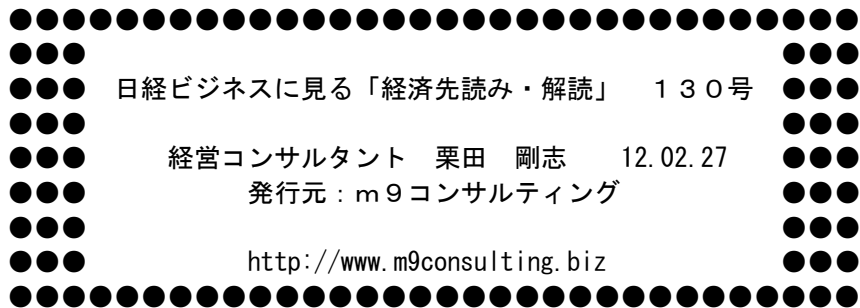 日経ビジネスに見る「経済先読み・解読」　１３０号
経営コンサルタント　栗田　剛志　　12.02.27
発行元：ｍ９コンサルティング
http://www.m9consulting.biz